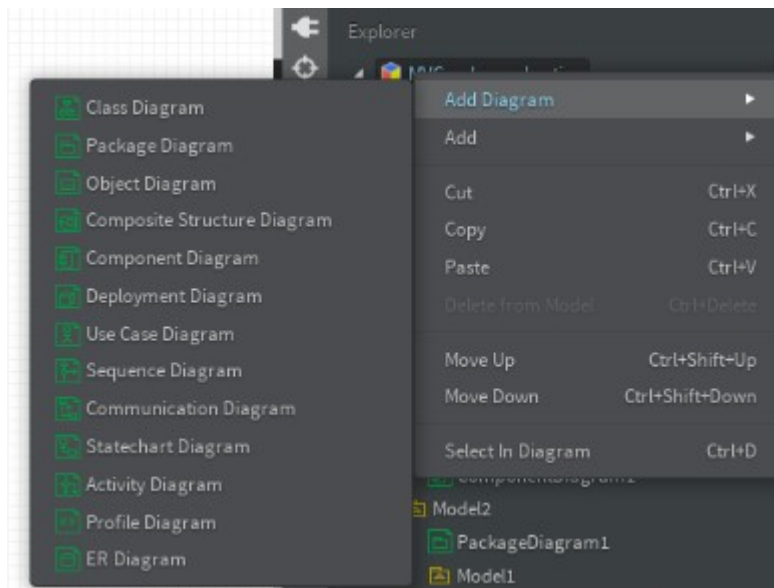 Explorer
Add Diagram
Add
Cut Ctrl+X
Copy Ctrl+C
Paste Ctrl+V
Delete from Model Ctrl+Delete
Move Up Ctrl+Shift+Up
Move Down Ctrl+Shift+Down
Select In Diagram Ctrl+D
Class Diagram
Package Diagram
Object Diagram
Composite Structure Diagram
Component Diagram
Deployment Diagram
Use Case Diagram
Sequence Diagram
Communication Diagram
Statechart Diagram
Activity Diagram
Profile Diagram
ER Diagram
ComponentDiagram1
Model2
PackageDiagram1
Model1